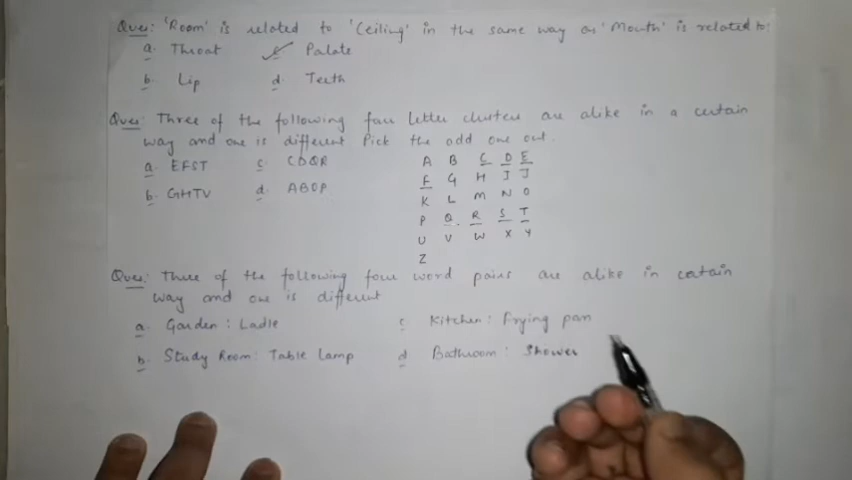 Ques: 'Room' is related to 'Ceiling' in the same way as 'Mouth' is related to:
a. Throat c. Palate
b. Lip d. Teeth
Ques: Three of the following four letter clusters are alike in a certain
way and one is different Pick the odd one out.
a. EFST c. CDQR
b. GHTV d. ABOP
A B C D E
F G H I J
K L M N O
P Q R S T
U V W X Y
Z
Ques: Three of the following four word pairs are alike in certain
way and one is different
a. Garden: Ladle c. Kitchen: Frying pan
b. Study Room: Table Lamp d Bathroom: Shower